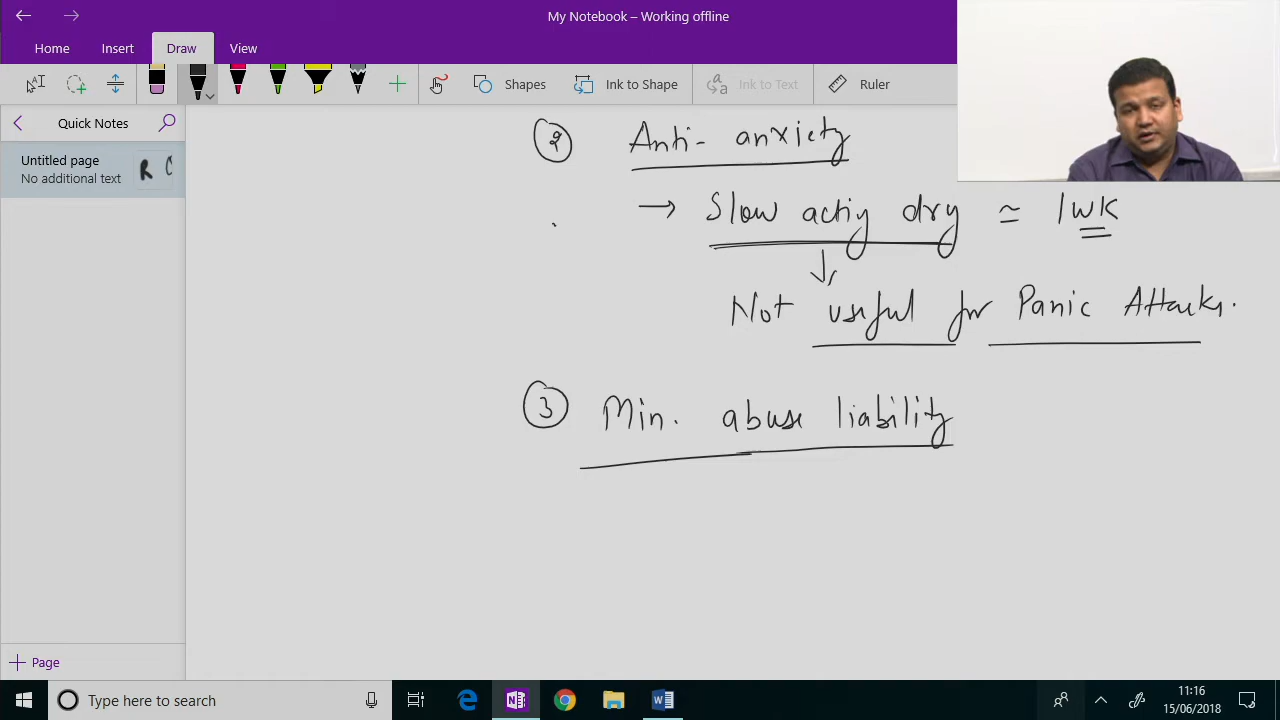 My Notebook – Working offline
Home Insert Draw View
Shapes Ink to Shape Ink to Text Ruler
Quick Notes
Untitled page
No additional text
R C
② Anti-anxiety
→ Slow actiy dry ≃ 1wk
↓
Not useful for Panic Attacks.
③ Min. abuse liability
+ Page
Type here to search
11:16
15/06/2018